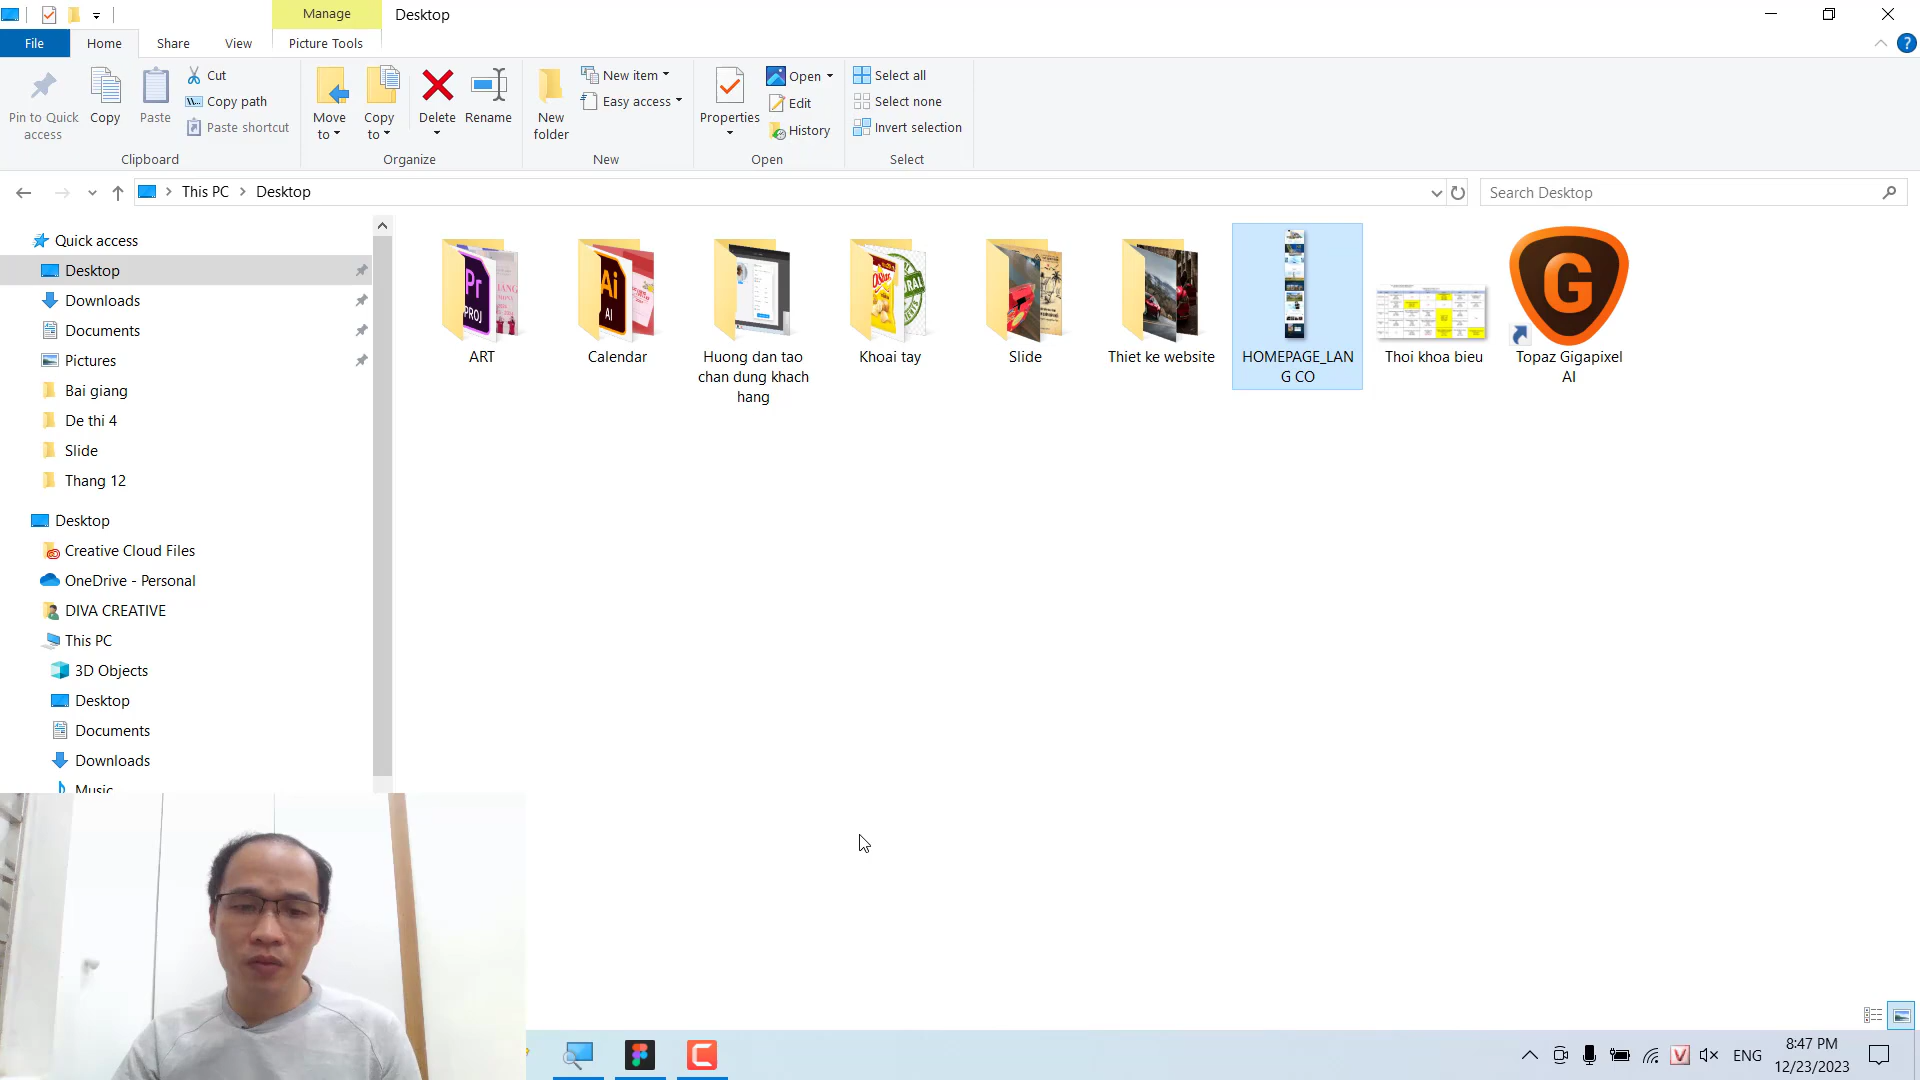 Manage
Desktop
File
Home
Share
View
Picture Tools
Pin to Quick
access
Copy
Paste
Cut
Copy path
Paste shortcut
Clipboard
Move
to
Copy
to
Delete
Rename
Organize
New
folder
New item
Easy access
New
Properties
Open
Edit
History
Open
Select all
Select none
Invert selection
Select
This PC
Desktop
Search Desktop
Quick access
Desktop
Downloads
Documents
Pictures
Bai giang
De thi 4
Slide
Thang 12
Desktop
Creative Cloud Files
OneDrive - Personal
DIVA CREATIVE
This PC
3D Objects
Desktop
Documents
Downloads
Music
Pr
PROJ
ART
Ai
AI
Calendar
Huong dan tao
chan dung khach
hang
Khoai tay
Slide
Thiet ke website
HOMEPAGE_LAN
G CO
Thoi khoa bieu
G
Topaz Gigapixel
AI
V
ENG
8:47 PM
12/23/2023